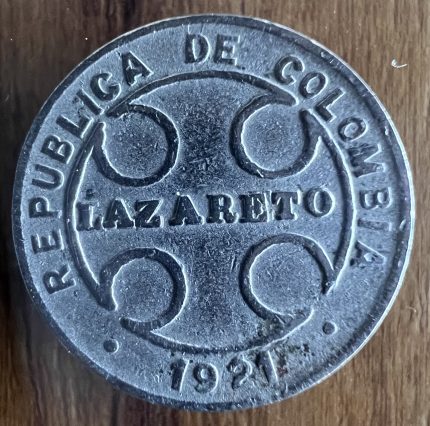 REPUBLICA DE COLOMBIA
LAZARETO
1921